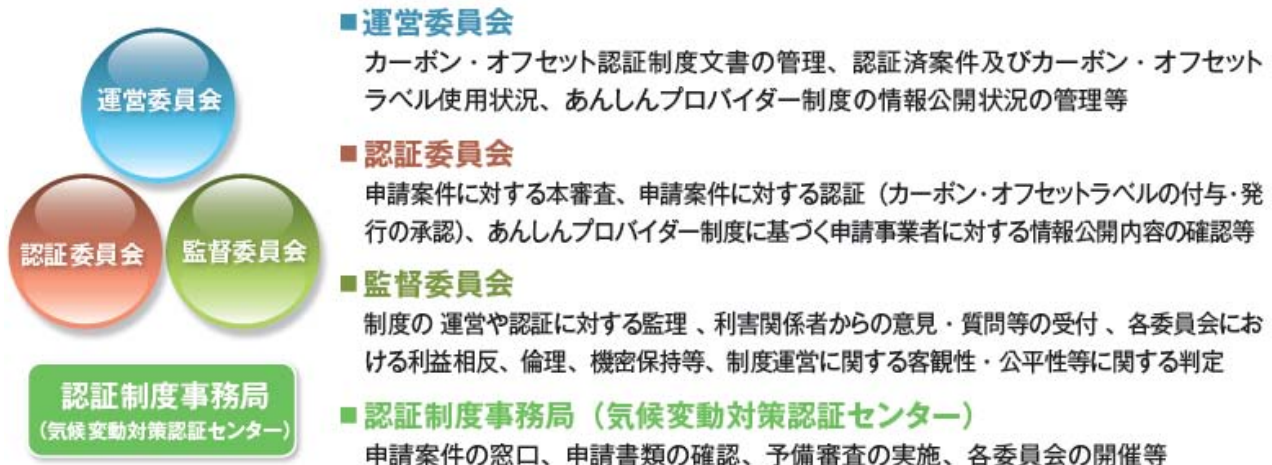 運営委員会
認証委員会
監督委員会
認証制度事務局
(気候変動対策認証センター)
■運営委員会
カーボン・オフセット認証制度文書の管理、認証済案件及びカーボン・オフセット
ラベル使用状況、あんしんプロバイダー制度の情報公開状況の管理等
■認証委員会
申請案件に対する本審査、申請案件に対する認証（カーボン・オフセットラベルの付与・発
行の承認）、あんしんプロバイダー制度に基づく申請事業者に対する情報公開内容の確認等
■監督委員会
制度の 運営や認証に対する監理 、利害関係者からの意見・質問等の受付 、各委員会にお
ける利益相反、倫理、機密保持等、制度運営に関する客観性・公平性等に関する判定
■認証制度事務局（気候変動対策認証センター）
申請案件の窓口、申請書類の確認、予備審査の実施、各委員会の開催等